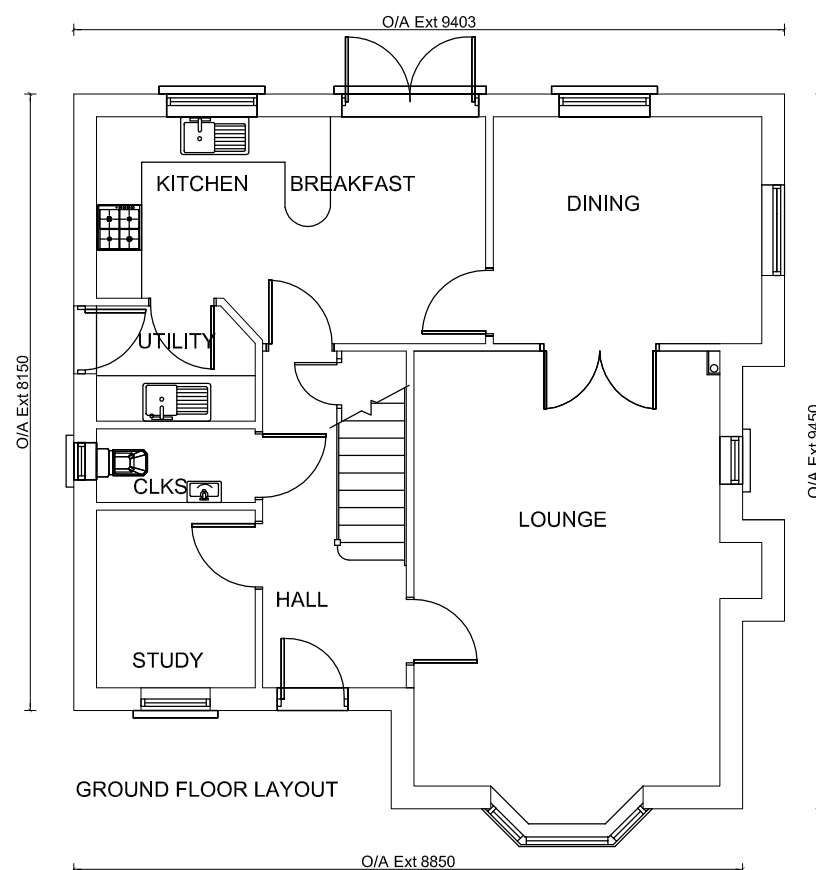 O/A Ext 9403
KITCHEN
BREAKFAST
DINING
UTILITY
O/A Ext 8150
O/A Ext 9450
CLKS
LOUNGE
HALL
STUDY
GROUND FLOOR LAYOUT
O/A Ext 8850